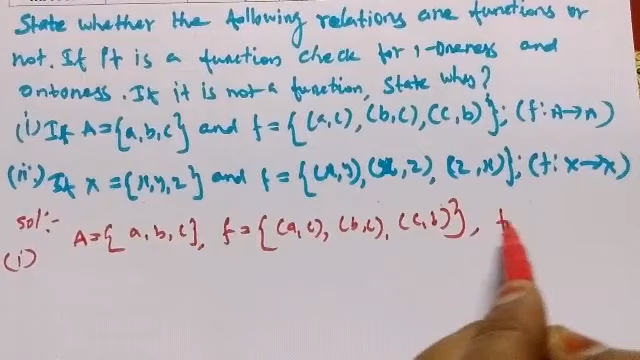 State whether the following relations are functions or
not. If it is a function check for 1-oneness and
ontoness. If it is not a function, state why?
(i) If A={a,b,c} and f={(a,c),(b,c),(c,b)}; (f:A→A)
(ii) If X={x,y,z} and f={(x,y),(x,z),(z,x)}; (f:X→X)
Sol:-
(i) A={a,b,c}, f={(a,c),(b,c),(c,b)}, f